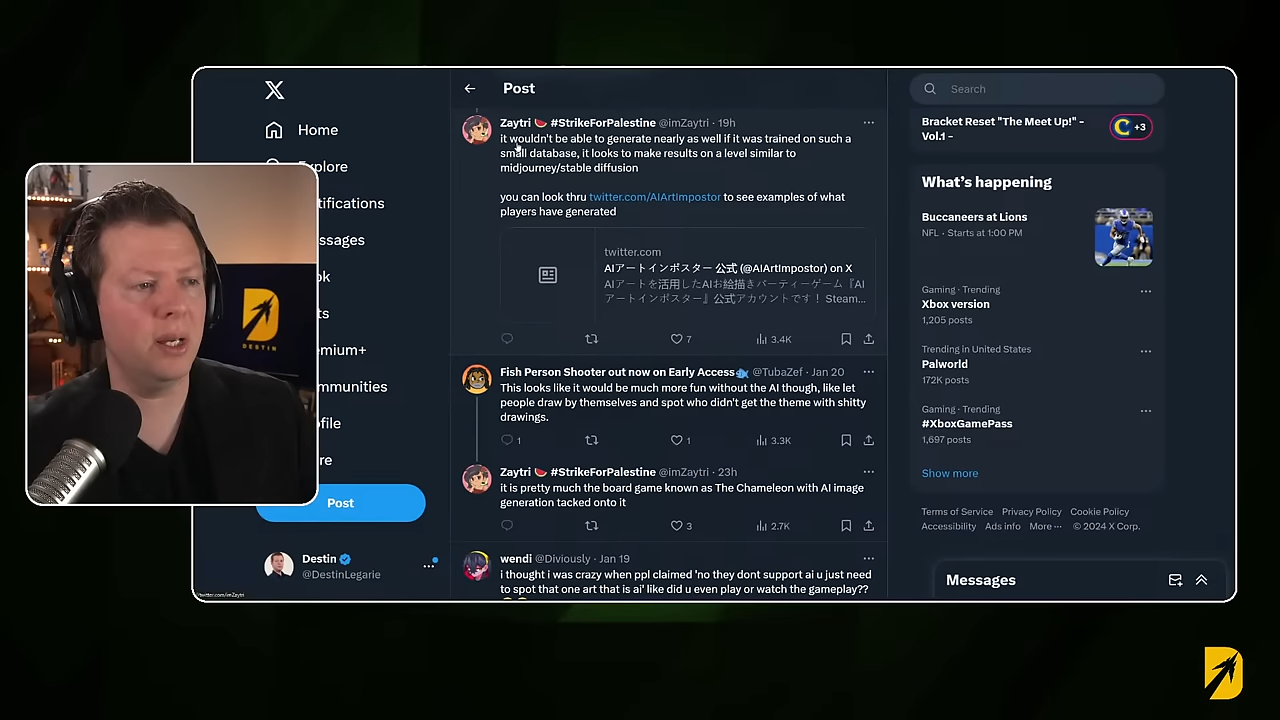 Post
Search
Home
Explore
tifications
ssages
k
ts
emium+
mmunities
ofile
re
Post
Destin
@DestinLegarie
twitter.com/imZaytri
DESTIN
Zaytri 🍉 #StrikeForPalestine @imZaytri · 19h
it wouldn't be able to generate nearly as well if it was trained on such a
small database, it looks to make results on a level similar to
midjourney/stable diffusion
you can look thru twitter.com/AIArtImpostor to see examples of what
players have generated
twitter.com
AIアートインポスター 公式 (@AIArtImpostor) on X
AIアートを活用したAIお絵描きパーティーゲーム『AI
アートインポスター』公式アカウントです！ Steam...
7 3.4K
Fish Person Shooter out now on Early Access🐟 @TubaZef · Jan 20
This looks like it would be much more fun without the AI though, like let
people draw by themselves and spot who didn't get the theme with shitty
drawings.
1 1 3.3K
Zaytri 🍉 #StrikeForPalestine @imZaytri · 23h
it is pretty much the board game known as The Chameleon with AI image
generation tacked onto it
3 2.7K
wendi @Diviously · Jan 19
i thought i was crazy when ppl claimed 'no they dont support ai u just need
to spot that one art that is ai' like did u even play or watch the gameplay??
Bracket Reset "The Meet Up!" -
Vol.1 -
+3
What's happening
Buccaneers at Lions
NFL · Starts at 1:00 PM
Gaming · Trending
Xbox version
1,205 posts
Trending in United States
Palworld
172K posts
Gaming · Trending
#XboxGamePass
1,697 posts
Show more
Terms of Service Privacy Policy Cookie Policy
Accessibility Ads info More ··· © 2024 X Corp.
Messages